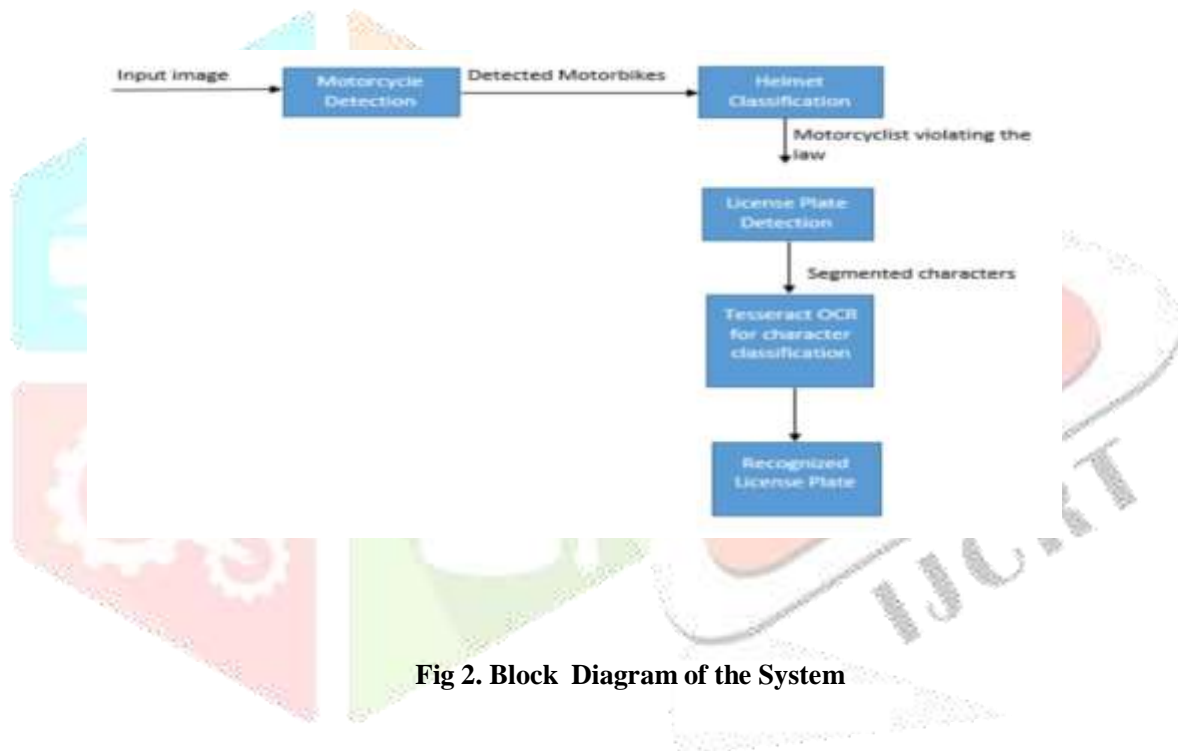 Input image
Motorcycle
Detection
Detected Motorbikes
Helmet
Classification
Motorcyclist violating the
law
License Plate
Detection
Segmented characters
Tesseract OCR
for character
classification
Recognized
License Plate
IJCRT
Fig 2. Block Diagram of the System